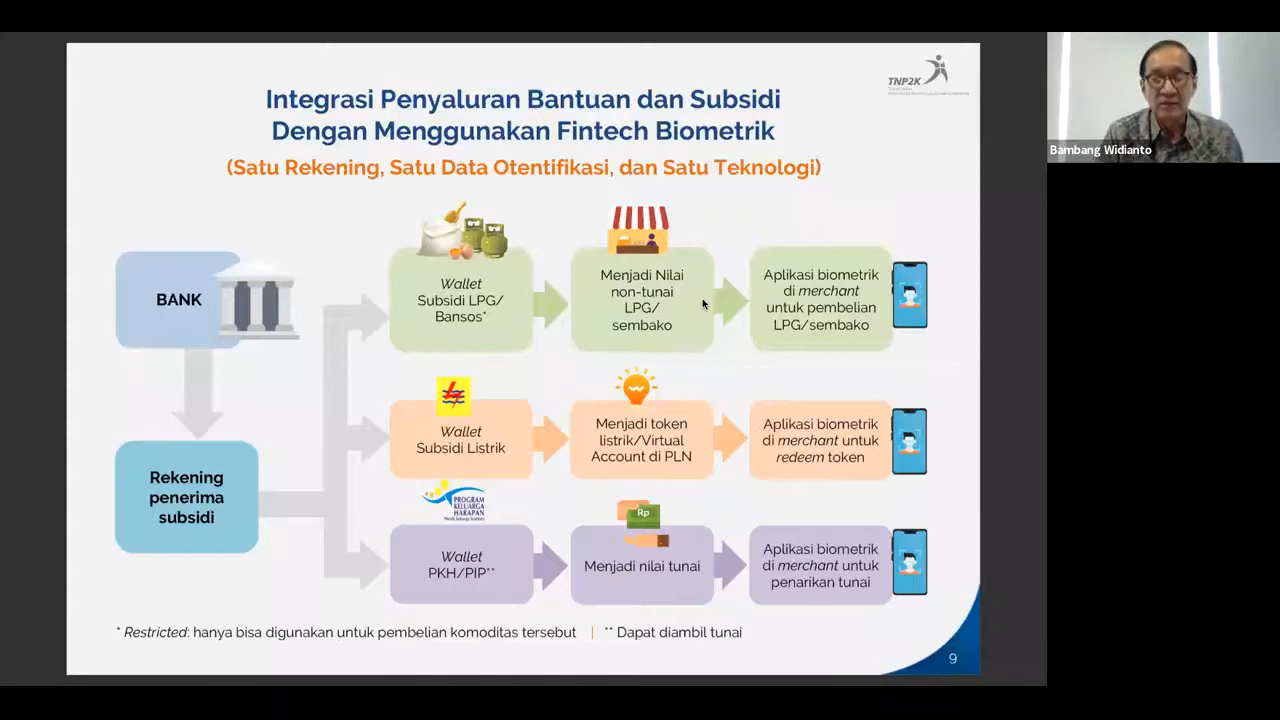 TNP2K
Integrasi Penyaluran Bantuan dan Subsidi
Dengan Menggunakan Fintech Biometrik
(Satu Rekening, Satu Data Otentifikasi, dan Satu Teknologi)
Bambang Widianto
BANK
Rekening
penerima
subsidi
Wallet
Subsidi LPG/
Bansos*
Menjadi Nilai
non-tunai
LPG/
sembako
Aplikasi biometrik
di merchant
untuk pembelian
LPG/sembako
Wallet
Subsidi Listrik
Menjadi token
listrik/Virtual
Account di PLN
Aplikasi biometrik
di merchant untuk
redeem token
PROGRAM
KELUARGA
HARAPAN
Wallet
PKH/PIP**
Rp
Menjadi nilai tunai
Aplikasi biometrik
di merchant untuk
penarikan tunai
* Restricted: hanya bisa digunakan untuk pembelian komoditas tersebut | ** Dapat diambil tunai
9